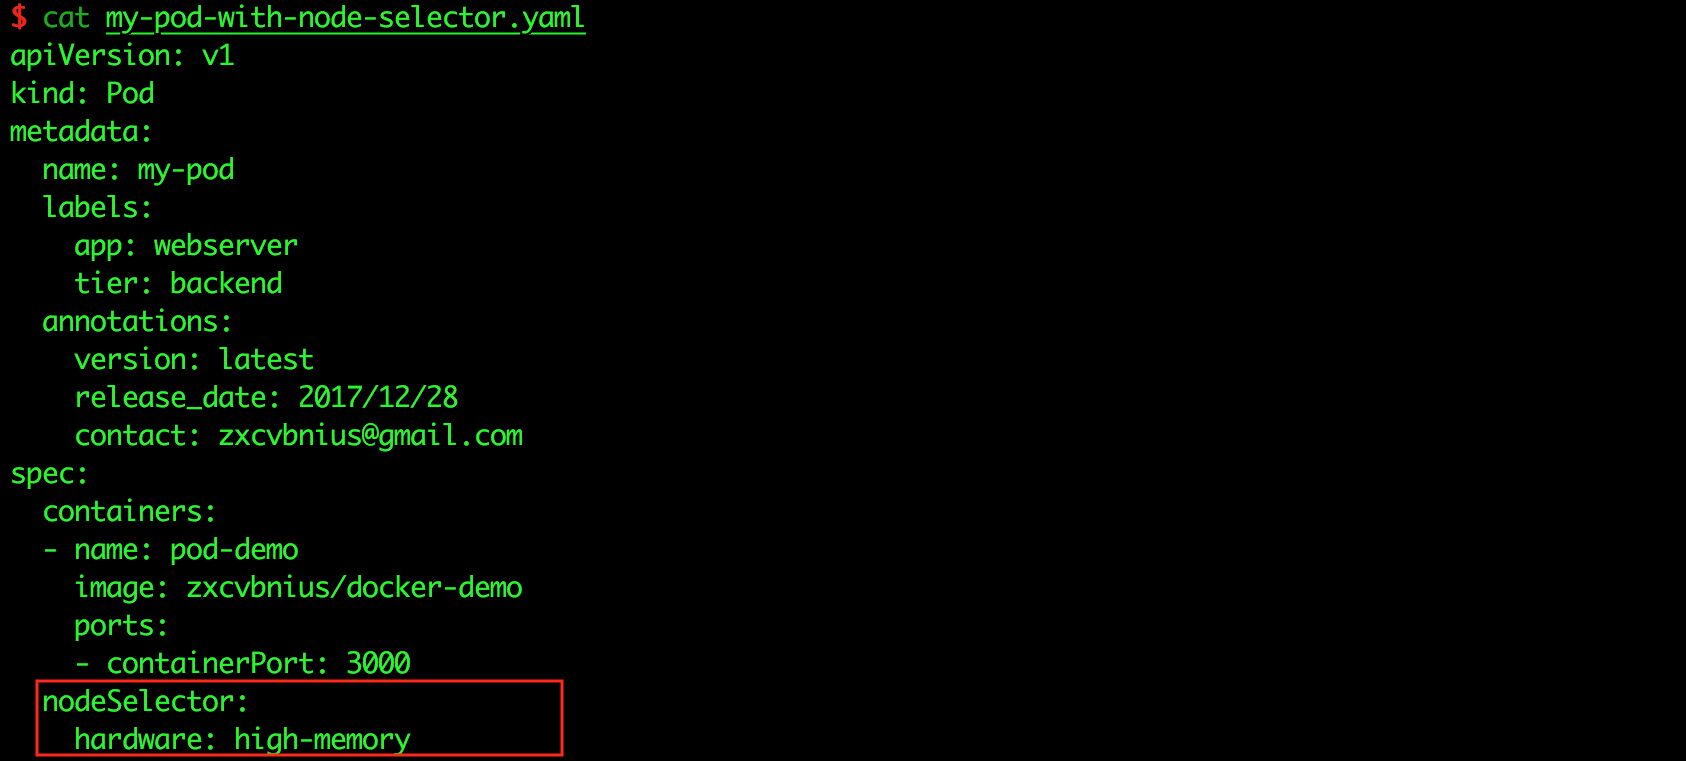 $ cat my-pod-with-node-selector.yaml
apiVersion: v1
kind: Pod
metadata:
  name: my-pod
  labels:
    app: webserver
    tier: backend
  annotations:
    version: latest
    release_date: 2017/12/28
    contact: zxcvbnius@gmail.com
spec:
  containers:
  - name: pod-demo
    image: zxcvbnius/docker-demo
    ports:
    - containerPort: 3000
  nodeSelector:
    hardware: high-memory